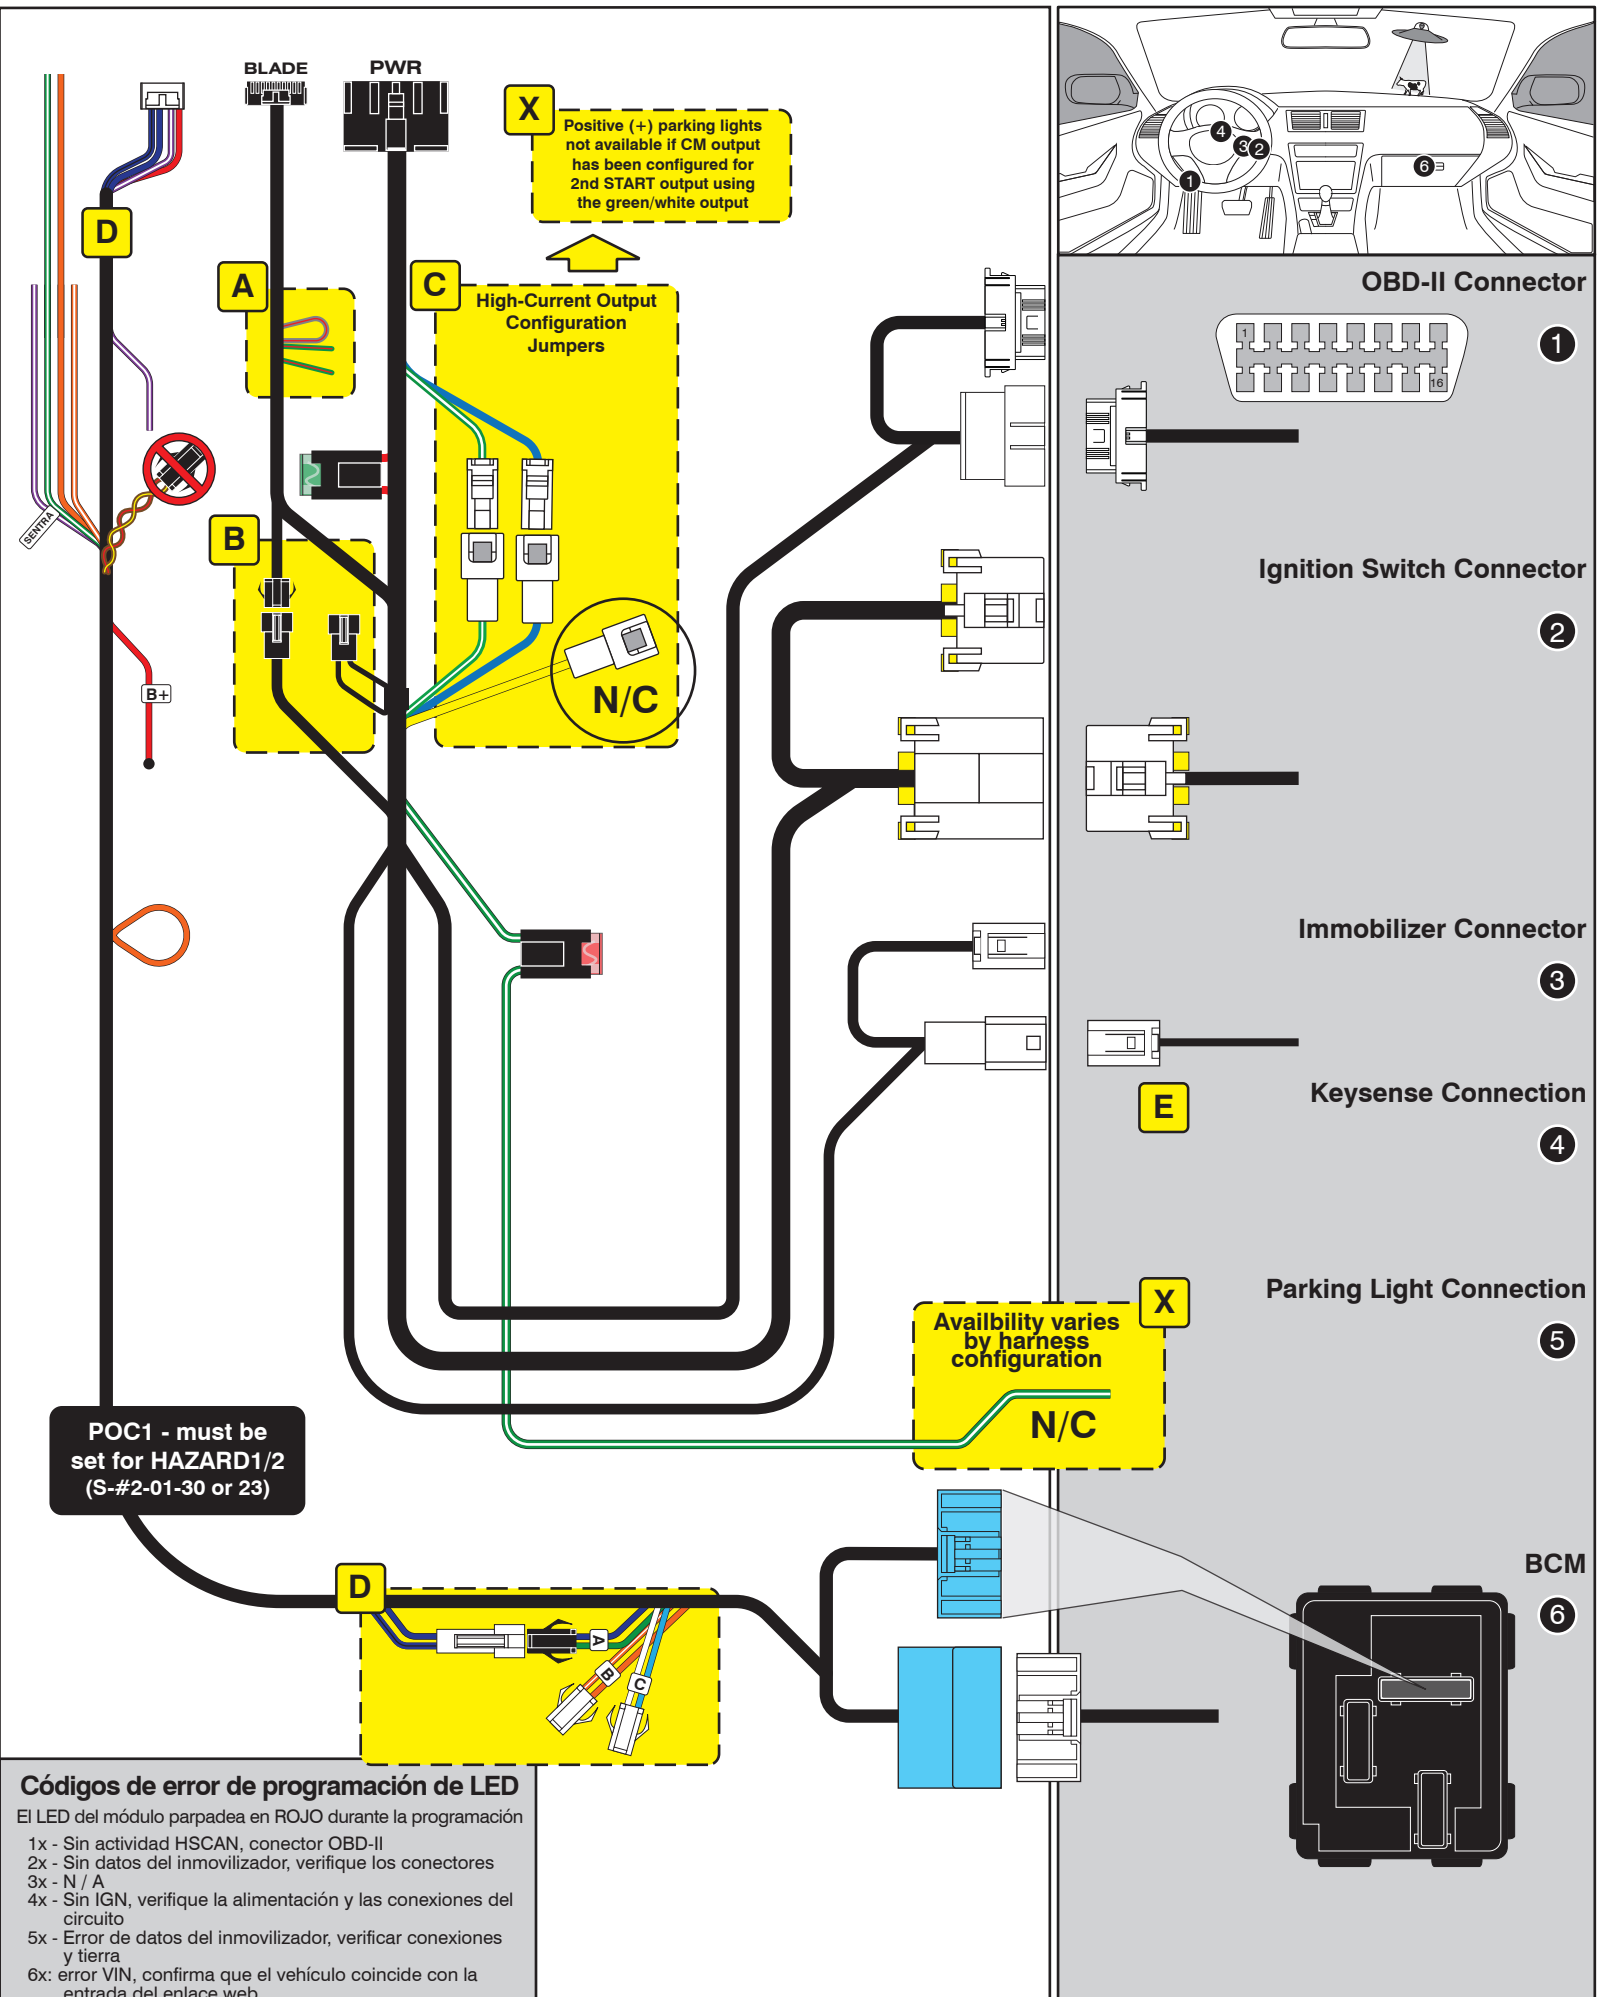 BLADE
PWR
X
Positive (+) parking lights
not available if CM output
has been configured for
2nd START output using
the green/white output
4
3
2
6
1
D
A
C
High-Current Output
Configuration
Jumpers
OBD-II Connector
1
1
16
SENTRA
B
B+
N/C
Ignition Switch Connector
2
Immobilizer Connector
3
E
Keysense Connection
4
X
Parking Light Connection
5
Availbility varies
by harness
configuration
N/C
POC1 - must be
set for HAZARD1/2
(S-#2-01-30 or 23)
D
A
B
C
BCM
6
Códigos de error de programación de LED
El LED del módulo parpadea en ROJO durante la programación
1x - Sin actividad HSCAN, conector OBD-II
2x - Sin datos del inmovilizador, verifique los conectores
3x - N / A
4x - Sin IGN, verifique la alimentación y las conexiones del
circuito
5x - Error de datos del inmovilizador, verificar conexiones
y tierra
6x: error VIN, confirma que el vehículo coincide con la
entrada del enlace web